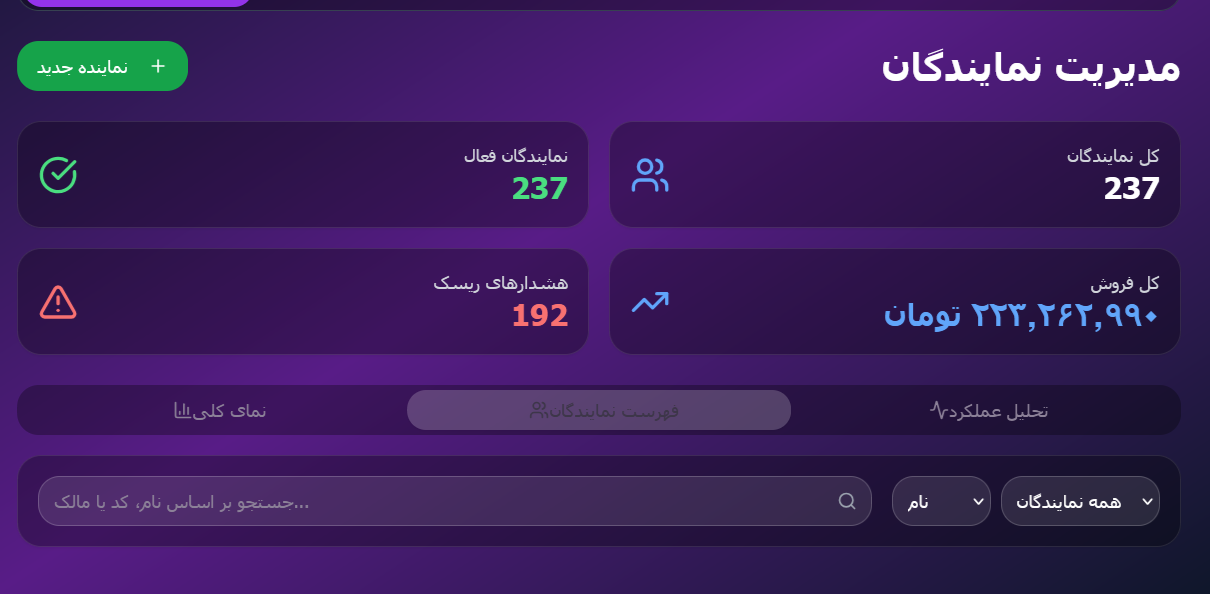 مدیریت نمایندگان
نماینده جدید
کل نمایندگان
237
نمایندگان فعال
237
کل فروش
۲۲۳,۲۶۲,۹۹۰ تومان
هشدارهای ریسک
192
تحلیل عملکرد
فهرست نمایندگان
نمای کلی
همه نمایندگان
نام
جستجو بر اساس نام، کد یا مالک...